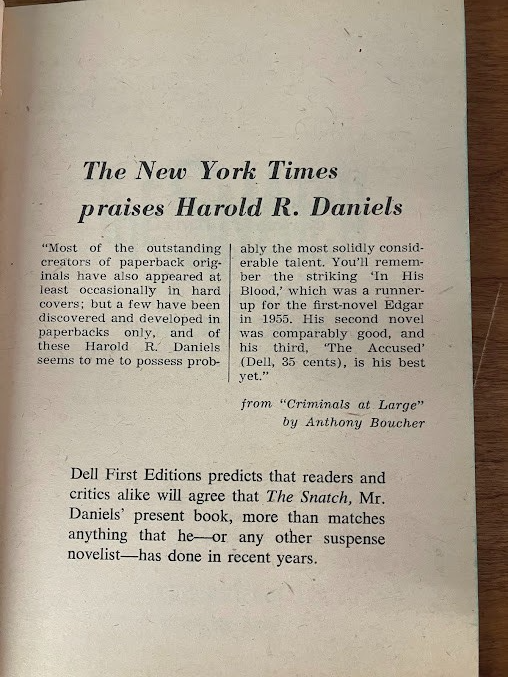 The New York Times
praises Harold R. Daniels
“Most of the outstanding
creators of paperback orig-
inals have also appeared at
least occasionally in hard
covers; but a few have been
discovered and developed in
paperbacks only, and of
these Harold R. Daniels
seems to me to possess prob-
ably the most solidly consid-
erable talent. You’ll remem-
ber the striking ‘In His
Blood,’ which was a runner-
up for the first-novel Edgar
in 1955. His second novel
was comparably good, and
his third, ‘The Accused’
(Dell, 35 cents), is his best
yet.”
from “Criminals at Large”
by Anthony Boucher
Dell First Editions predicts that readers and
critics alike will agree that The Snatch, Mr.
Daniels’ present book, more than matches
anything that he—or any other suspense
novelist—has done in recent years.